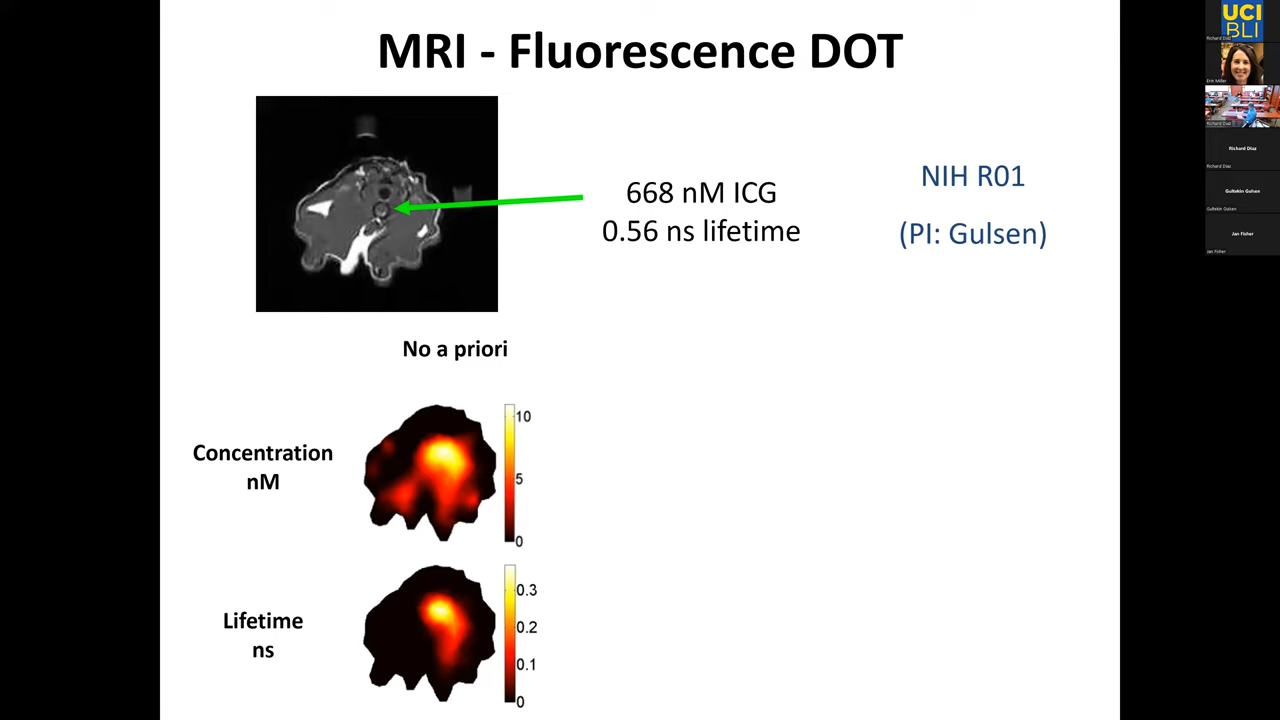 MRI - Fluorescence DOT
668 nM ICG
0.56 ns lifetime
NIH R01
(PI: Gulsen)
No a priori
Concentration
nM
10
5
0
Lifetime
ns
0.3
0.2
0.1
0
UCI
BLI
Richard Diaz
Erin Miller
Richard Diaz
Richard Diaz
Richard Diaz
Gultekin Gulsen
Gultekin Gulsen
Jan Fisher
Jan Fisher